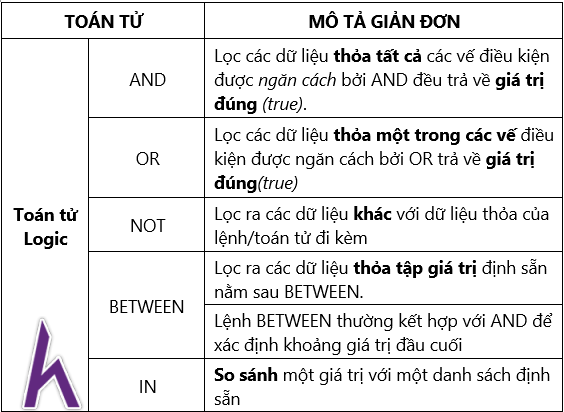 TOÁN TỬ
MÔ TẢ GIẢN ĐƠN
Toán tử
Logic
AND
Lọc các dữ liệu thỏa tất cả các vế điều kiện
được ngăn cách bởi AND đều trả về giá trị
đúng (true).
OR
Lọc các dữ liệu thỏa một trong các vế điều
kiện được ngăn cách bởi OR trả về giá trị
đúng(true)
NOT
Lọc ra các dữ liệu khác với dữ liệu thỏa của
lệnh/toán tử đi kèm
BETWEEN
Lọc ra các dữ liệu thỏa tập giá trị định sẵn
nằm sau BETWEEN.
Lệnh BETWEEN thường kết hợp với AND để
xác định khoảng giá trị đầu cuối
IN
So sánh một giá trị với một danh sách định
sẵn